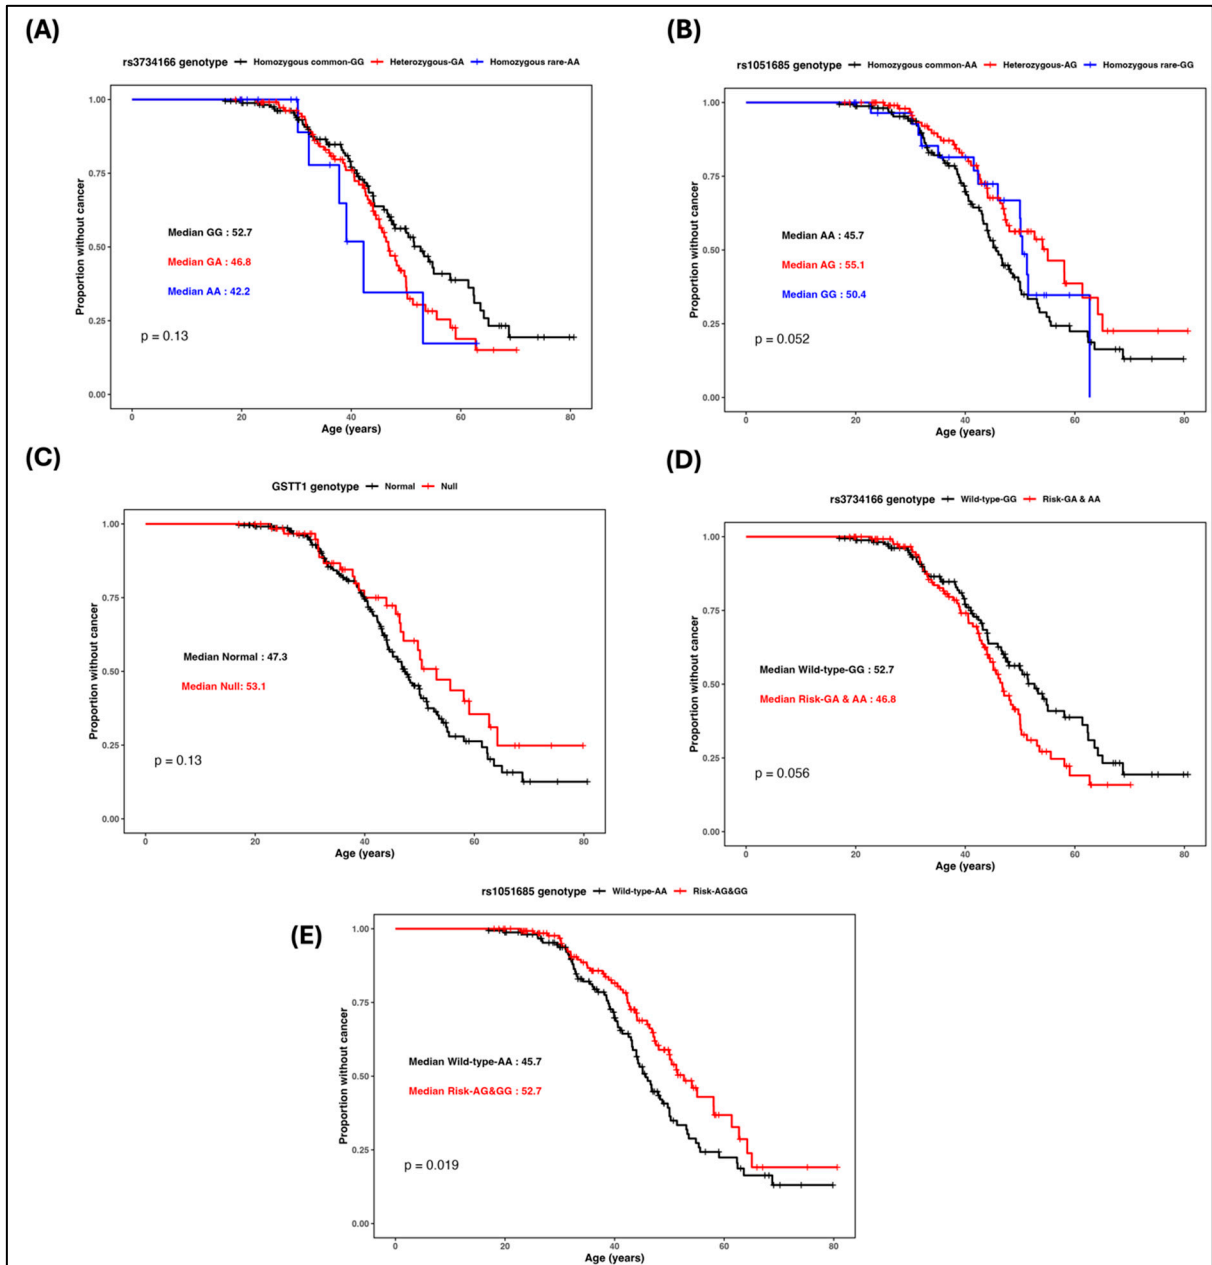 (A)
rs3734166 genotype Homozygous common-GG Heterozygous-GA Homozygous rare-AA
1.00
0.75
0.50
0.25
0.00
Proportion without cancer
Median GG : 52.7
Median GA : 46.8
Median AA : 42.2
p = 0.13
0 20 40 60 80
Age (years)
(B)
rs1051685 genotype Homozygous common-AA Heterozygous-AG Homozygous rare-GG
1.00
0.75
0.50
0.25
0.00
Proportion without cancer
Median AA : 45.7
Median AG : 55.1
Median GG : 50.4
p = 0.052
0 20 40 60 80
Age (years)
(C)
GSTT1 genotype Normal Null
1.00
0.75
0.50
0.25
0.00
Proportion without cancer
Median Normal : 47.3
Median Null: 53.1
p = 0.13
0 20 40 60 80
Age (years)
(D)
rs3734166 genotype Wild-type-GG Risk-GA & AA
1.00
0.75
0.50
0.25
0.00
Proportion without cancer
Median Wild-type-GG : 52.7
Median Risk-GA & AA : 46.8
p = 0.056
0 20 40 60 80
Age (years)
(E)
rs1051685 genotype Wild-type-AA Risk-AG&GG
1.00
0.75
0.50
0.25
0.00
Proportion without cancer
Median Wild-type-AA : 45.7
Median Risk-AG&GG : 52.7
p = 0.019
0 20 40 60 80
Age (years)